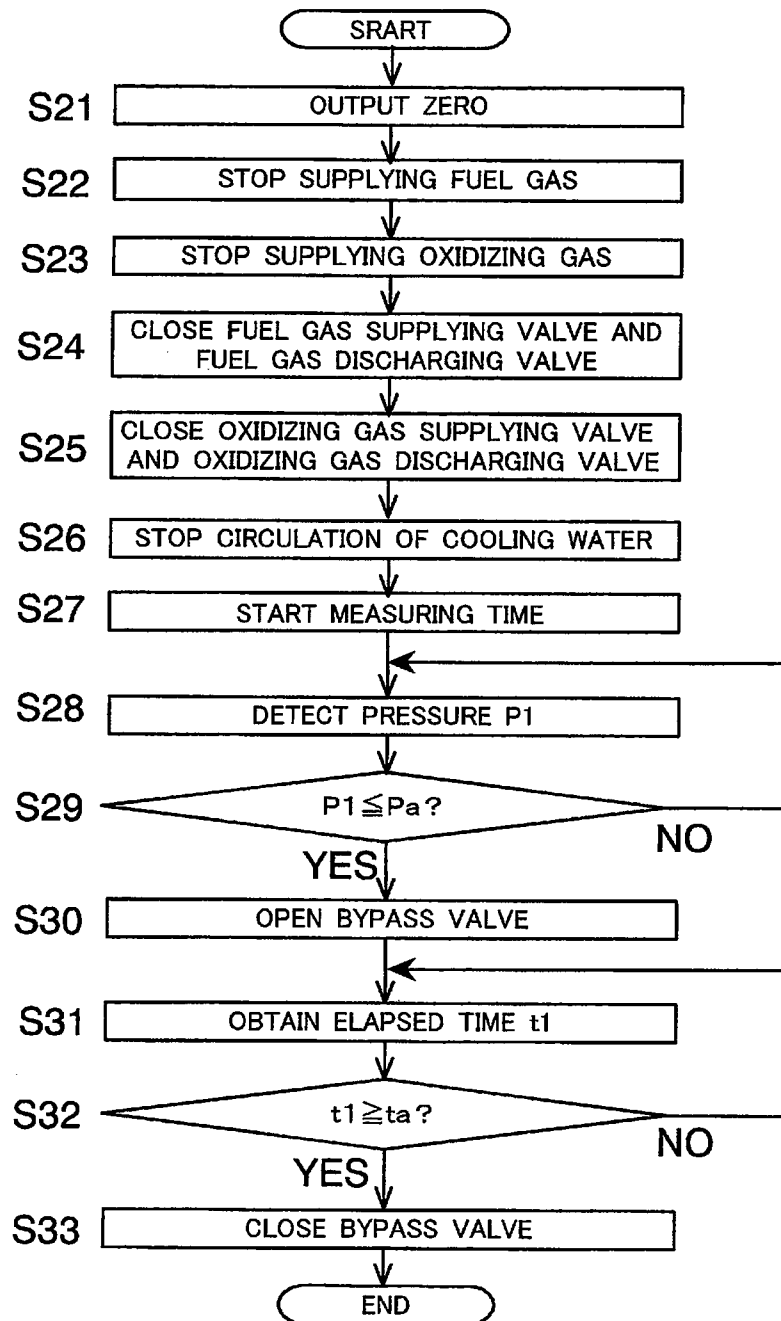 SRART
S21
OUTPUT ZERO
S22
STOP SUPPLYING FUEL GAS
S23
STOP SUPPLYING OXIDIZING GAS
S24
CLOSE FUEL GAS SUPPLYING VALVE AND
FUEL GAS DISCHARGING VALVE
S25
CLOSE OXIDIZING GAS SUPPLYING VALVE
AND OXIDIZING GAS DISCHARGING VALVE
S26
STOP CIRCULATION OF COOLING WATER
S27
START MEASURING TIME
S28
DETECT PRESSURE P1
S29
P1≦Pa?
NO
YES
S30
OPEN BYPASS VALVE
S31
OBTAIN ELAPSED TIME t1
S32
t1≧ta?
NO
YES
S33
CLOSE BYPASS VALVE
END